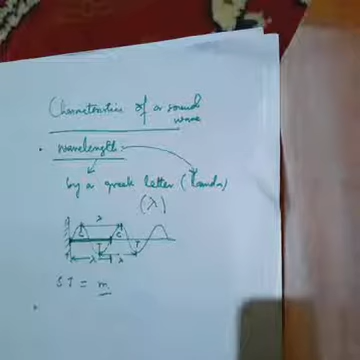 Characteristics of a sound
wave
• wavelength
by a greek letter (Lamda)
(λ)
λ
C C
T T
λ λ
SI = m